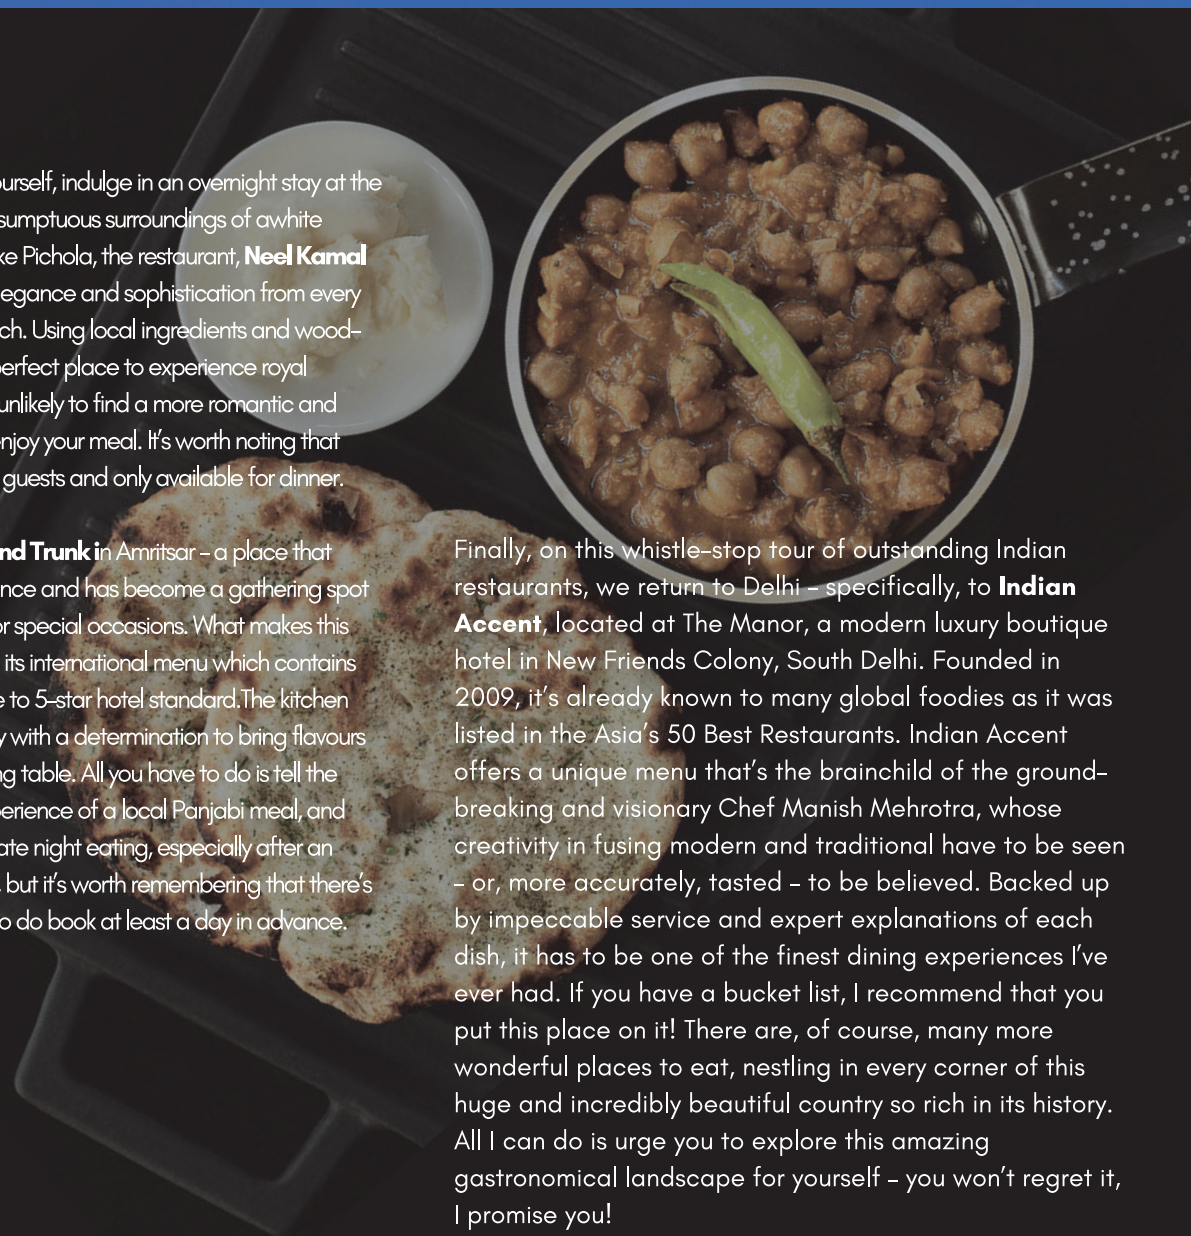 ourself, indulge in an overnight stay at the
sumptuous surroundings of awhite
ke Pichola, the restaurant, Neel Kamal
legance and sophistication from every
ch. Using local ingredients and wood-
perfect place to experience royal
unlikely to find a more romantic and
enjoy your meal. It's worth noting that
guests and only available for dinner.
nd Trunk in Amritsar – a place that
nce and has become a gathering spot
or special occasions. What makes this
its international menu which contains
e to 5-star hotel standard.The kitchen
y with a determination to bring flavours
ng table. All you have to do is tell the
perience of a local Panjabi meal, and
ate night eating, especially after an
, but it's worth remembering that there's
o do book at least a day in advance.
Finally, on this whistle-stop tour of outstanding Indian
restaurants, we return to Delhi – specifically, to Indian
Accent, located at The Manor, a modern luxury boutique
hotel in New Friends Colony, South Delhi. Founded in
2009, it's already known to many global foodies as it was
listed in the Asia's 50 Best Restaurants. Indian Accent
offers a unique menu that's the brainchild of the ground-
breaking and visionary Chef Manish Mehrotra, whose
creativity in fusing modern and traditional have to be seen
– or, more accurately, tasted – to be believed. Backed up
by impeccable service and expert explanations of each
dish, it has to be one of the finest dining experiences I've
ever had. If you have a bucket list, I recommend that you
put this place on it! There are, of course, many more
wonderful places to eat, nestling in every corner of this
huge and incredibly beautiful country so rich in its history.
All I can do is urge you to explore this amazing
gastronomical landscape for yourself – you won't regret it,
I promise you!